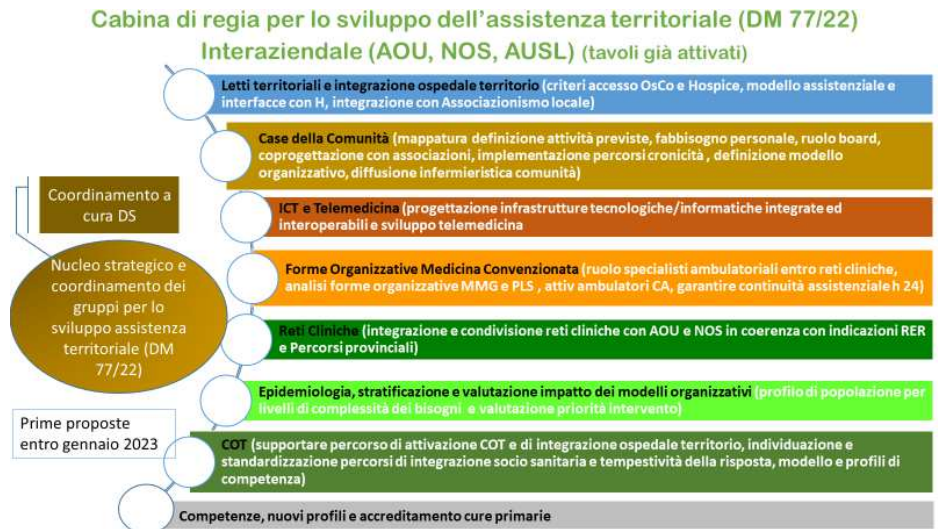 Cabina di regia per lo sviluppo dell'assistenza territoriale (DM 77/22)
Interaziendale (AOU, NOS, AUSL) (tavoli già attivati)
Letti territoriali e integrazione ospedale territorio (criteri accesso OsCo e Hospice, modello assistenziale e
interfacce con H, integrazione con Associazionismo locale)
Case della Comunità (mappatura definizione attività previste, fabbisogno personale, ruolo board,
coprogettazione con associazioni, implementazione percorsi cronicità , definizione modello
organizzativo, diffusione infermieristica comunità)
Coordinamento a
cura DS
ICT e Telemedicina (progettazione infrastrutture tecnologiche/informatiche integrate ed
interoperabili e sviluppo telemedicina
Nucleo strategico e
coordinamento dei
gruppi per lo
sviluppo assistenza
territoriale (DM
77/22)
Forme Organizzative Medicina Convenzionata (ruolo specialisti ambulatoriali entro reti cliniche,
analisi forme organizzative MMG e PLS , attiv ambulatori CA, garantire continuità assistenziale h 24)
Reti Cliniche (integrazione e condivisione reti cliniche con AOU e NOS in coerenza con indicazioni RER
e Percorsi provinciali)
Epidemiologia, stratificazione e valutazione impatto dei modelli organizzativi (profilo di popolazione per
livelli di complessità dei bisogni e valutazione priorità intervento)
Prime proposte
entro gennaio 2023
COT (supportare percorso di attivazione COT e di integrazione ospedale territorio, individuazione e
standardizzazione percorsi di integrazione socio sanitaria e tempestività della risposta, modello e profili di
competenza)
Competenze, nuovi profili e accreditamento cure primarie